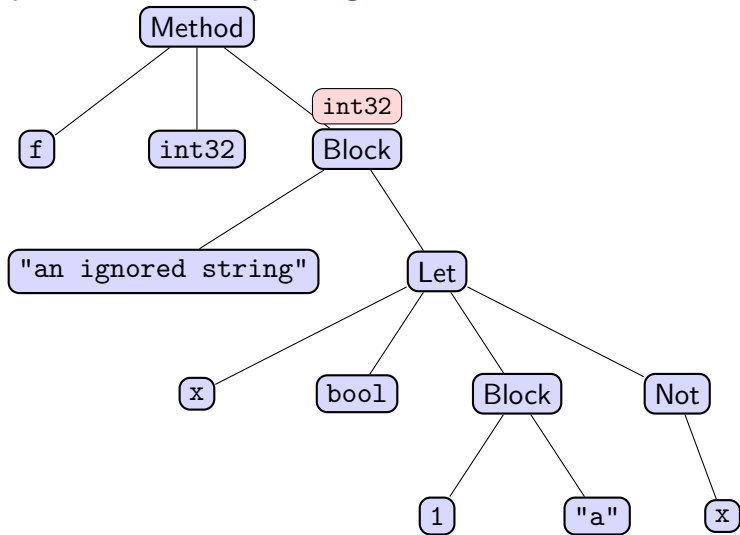 Method
int32
f
int32
Block
"an ignored string"
Let
x
bool
Block
Not
1
"a"
x